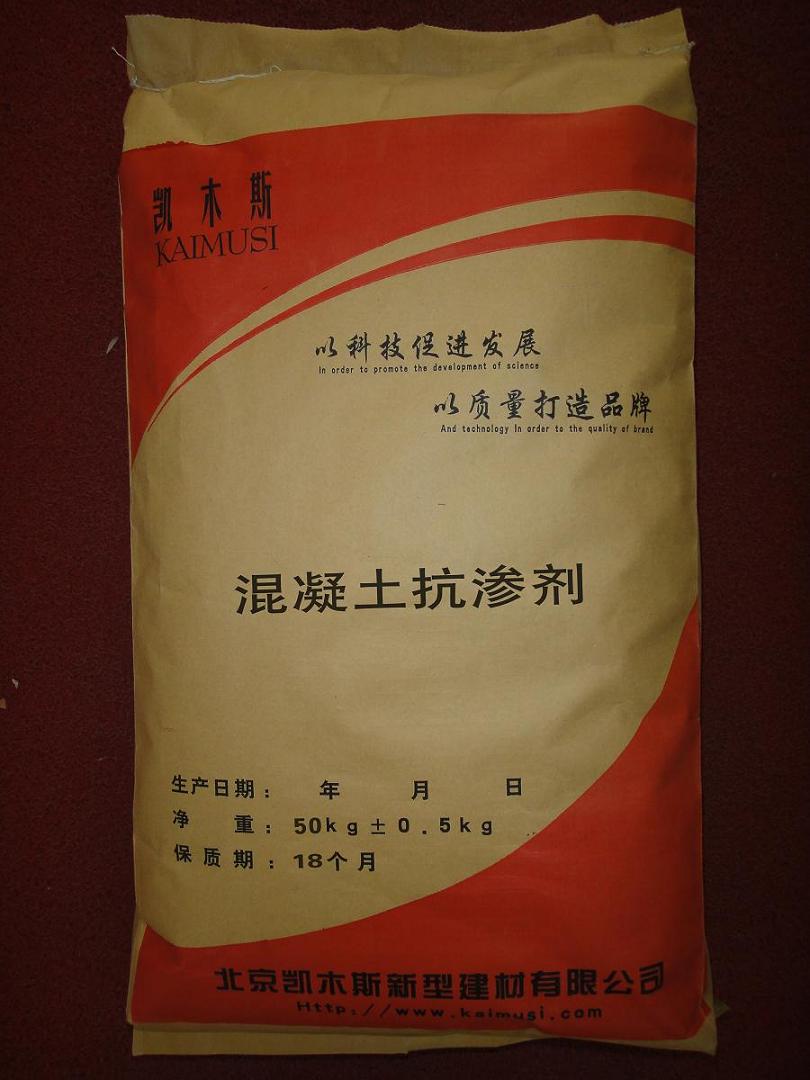 凯木斯
KAIMUSI
以科技促进发展
In order to promote the development of science
以质量打造品牌
And technology In order to the quality of brand
混凝土抗渗剂
生产日期： 年 月 日
净 重：50kg±0.5kg
保质期：18个月
北京凯木斯新型建材有限公司
Http://www.kaimusi.com